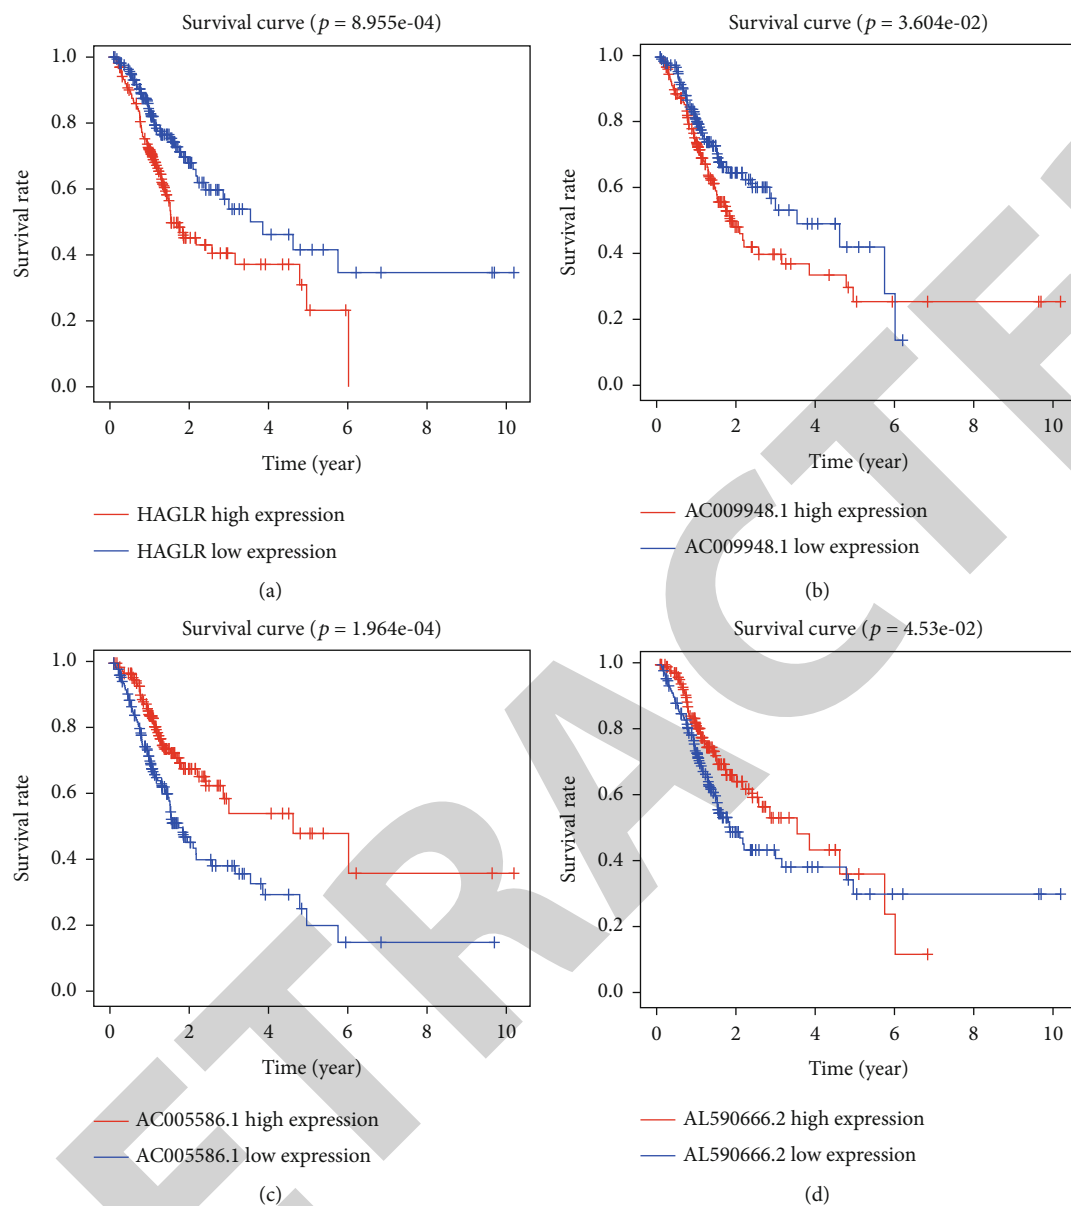 Survival curve (p = 8.955e-04)
1.0
0.8
0.6
0.4
0.2
0.0
Survival rate
0 2 4 6 8 10
Time (year)
HAGLR high expression
HAGLR low expression
(a)
Survival curve (p = 3.604e-02)
1.0
0.8
0.6
0.4
0.2
0.0
Survival rate
0 2 4 6 8 10
Time (year)
AC009948.1 high expression
AC009948.1 low expression
(b)
Survival curve (p = 1.964e-04)
1.0
0.8
0.6
0.4
0.2
0.0
Survival rate
0 2 4 6 8 10
Time (year)
AC005586.1 high expression
AC005586.1 low expression
(c)
Survival curve (p = 4.53e-02)
1.0
0.8
0.6
0.4
0.2
0.0
Survival rate
0 2 4 6 8 10
Time (year)
AL590666.2 high expression
AL590666.2 low expression
(d)
ETRACTE